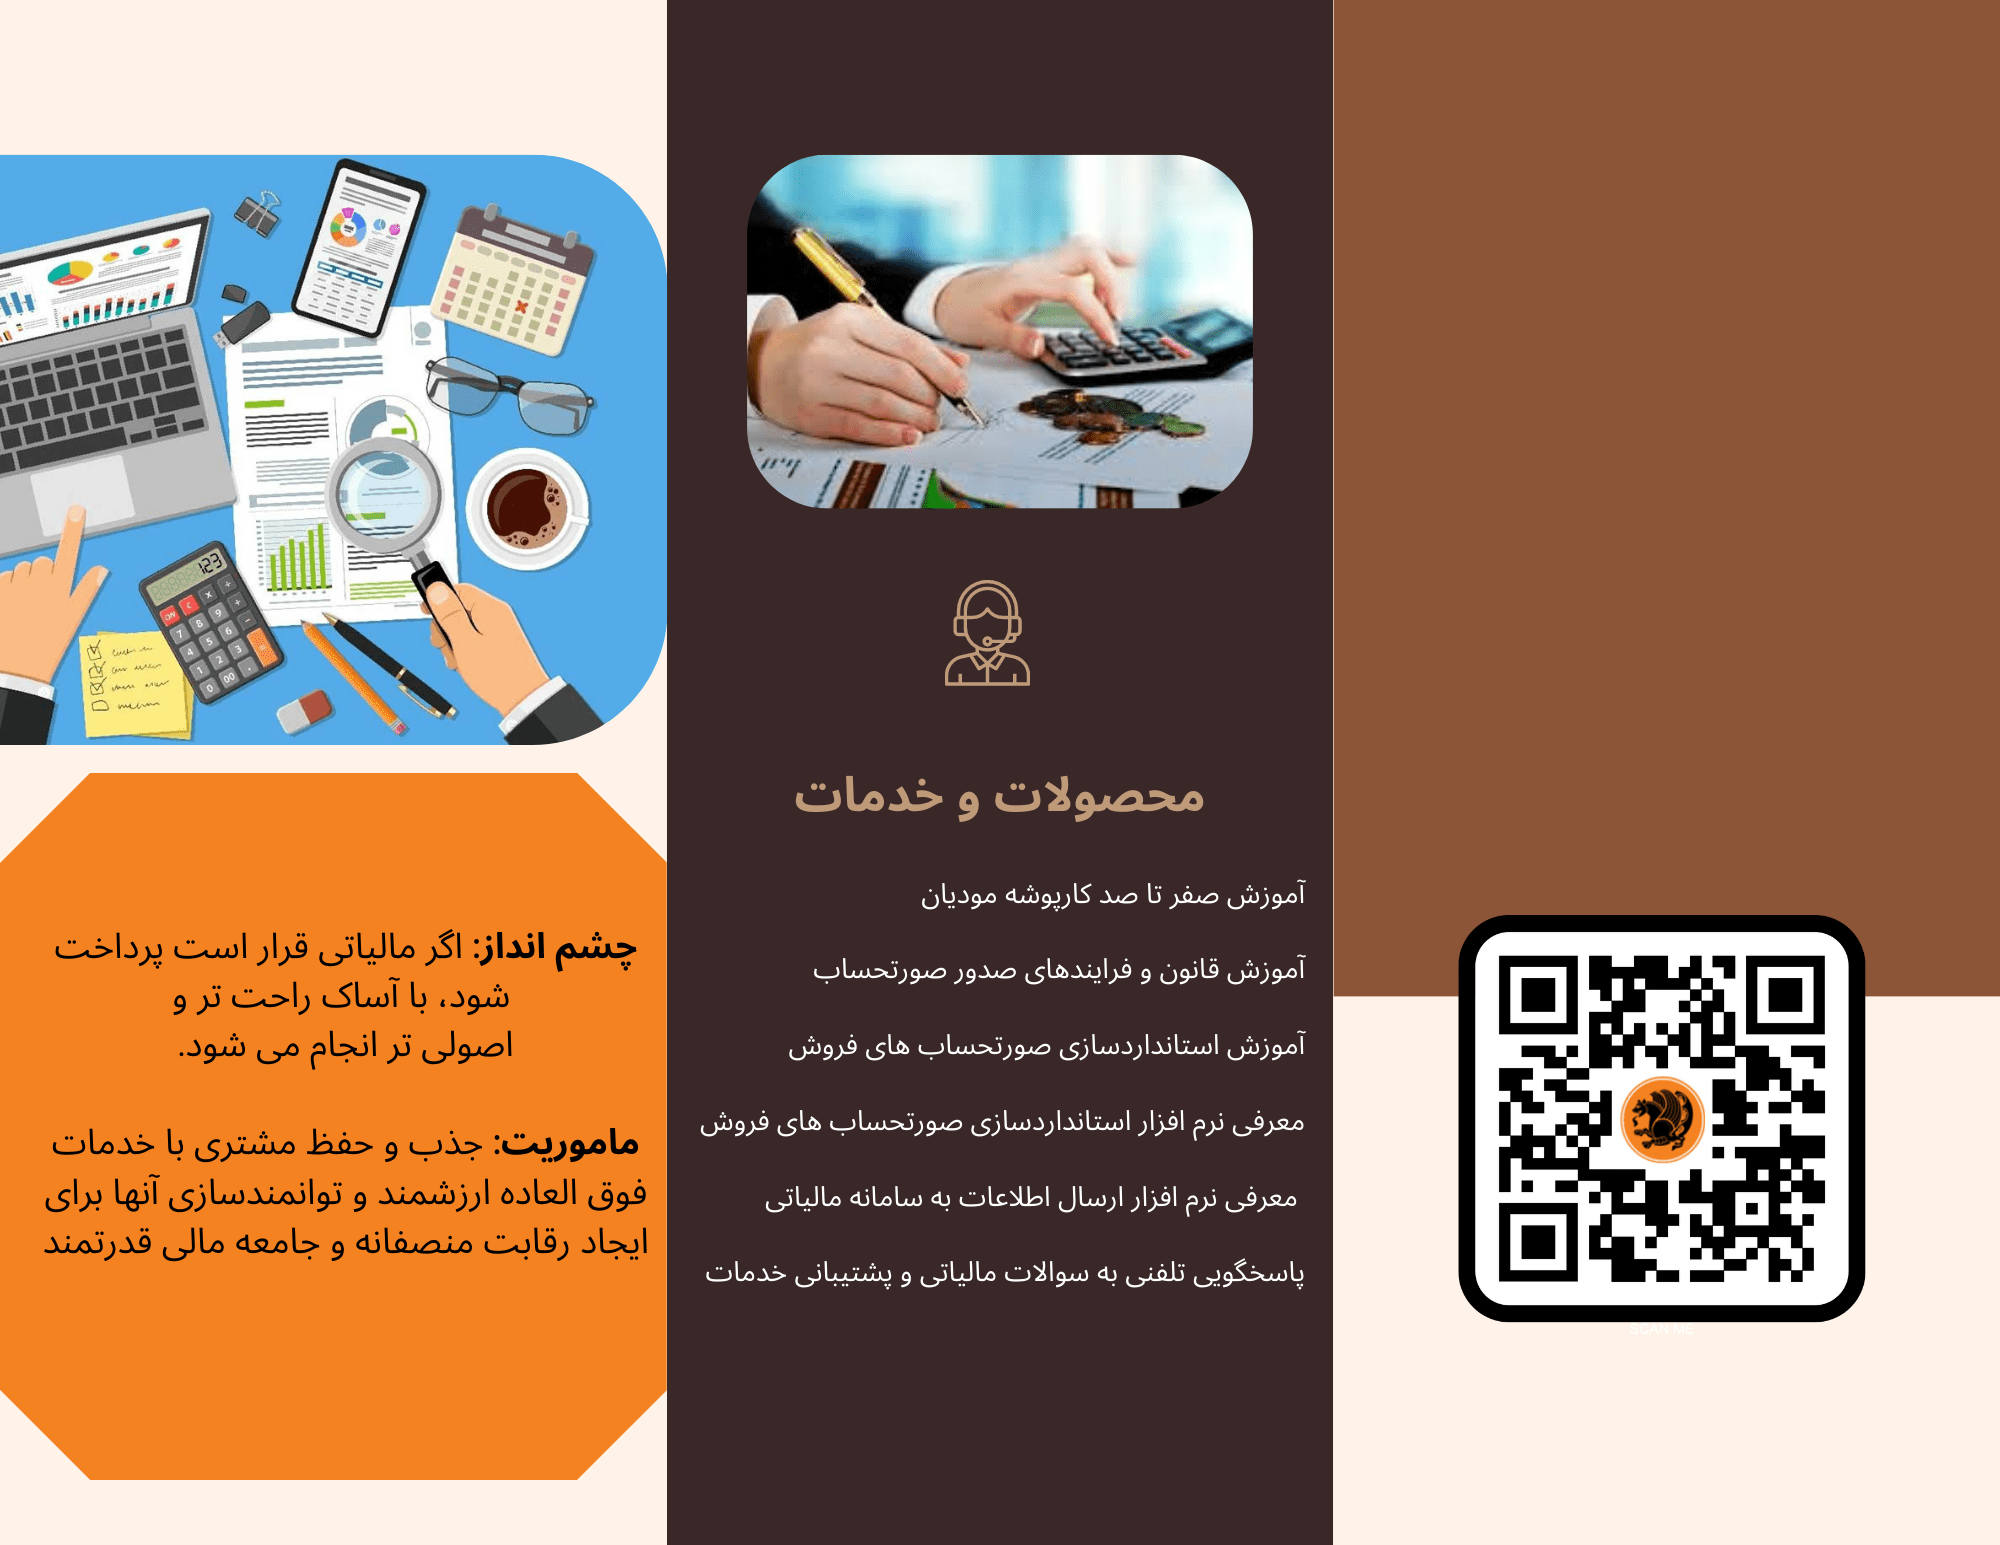 چشم انداز: اگر مالیاتی قرار است پرداخت
شود، با آساک راحت تر و
اصولی تر انجام می شود.
ماموریت: جذب و حفظ مشتری با خدمات
فوق العاده ارزشمند و توانمندسازی آنها برای
ایجاد رقابت منصفانه و جامعه مالی قدرتمند
محصولات و خدمات
آموزش صفر تا صد کارپوشه مودیان
آموزش قانون و فرایندهای صدور صورتحساب
آموزش استانداردسازی صورتحساب های فروش
معرفی نرم افزار استانداردسازی صورتحساب های فروش
معرفی نرم افزار ارسال اطلاعات به سامانه مالیاتی
پاسخگویی تلفنی به سوالات مالیاتی و پشتیبانی خدمات
SCAN ME